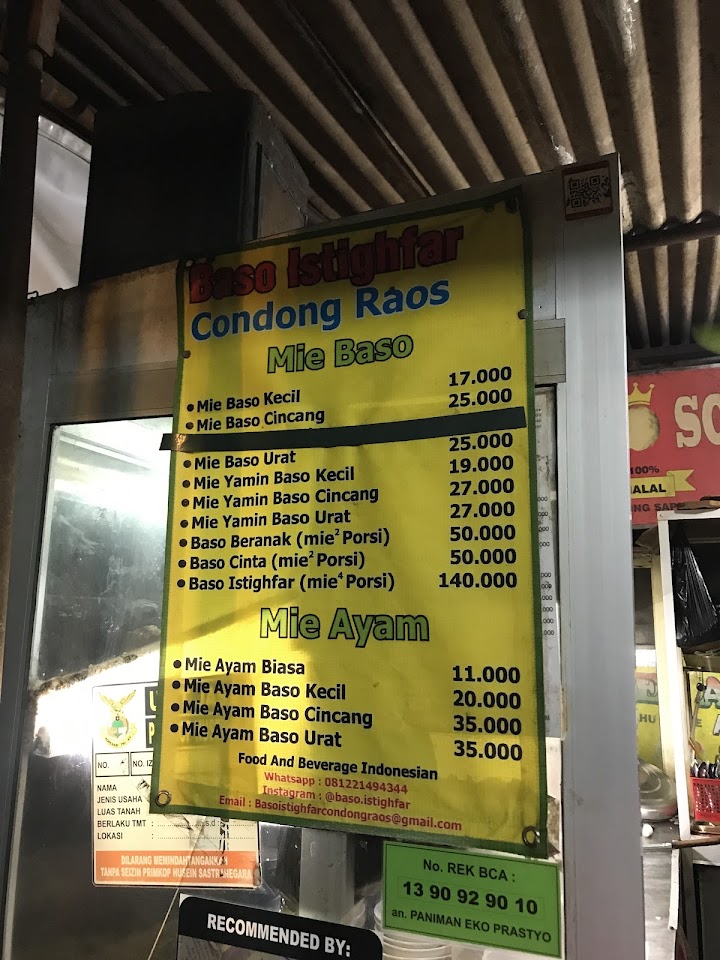 Baso Istighfar
Condong Raos
Mie Baso
• Mie Baso Kecil 17.000
• Mie Baso Cincang 25.000
• Mie Baso Urat 25.000
• Mie Yamin Baso Kecil 19.000
• Mie Yamin Baso Cincang 27.000
• Mie Yamin Baso Urat 27.000
• Baso Beranak (mie² Porsi) 50.000
• Baso Cinta (mie² Porsi) 50.000
• Baso Istighfar (mie⁴ Porsi) 140.000
Mie Ayam
• Mie Ayam Biasa 11.000
• Mie Ayam Baso Kecil 20.000
• Mie Ayam Baso Cincang 35.000
• Mie Ayam Baso Urat 35.000
Food And Beverage Indonesian
Whatsapp : 081221494344
Instagram : @baso.istighfar
Email : Basoistighfarcondongraos@gmail.com
NO.
NO. IZ
NAMA
JENIS USAHA
LUAS TANAH
BERLAKU TMT : s.d :
LOKASI :
DILARANG MEMINDAHTANGANKAN
TANPA SEIZIN PRIMKOP HUSEIN SASTRANEGARA
No. REK BCA :
13 90 92 90 10
an. PANIMAN EKO PRASTYO
RECOMMENDED BY:
SO
100%
HALAL